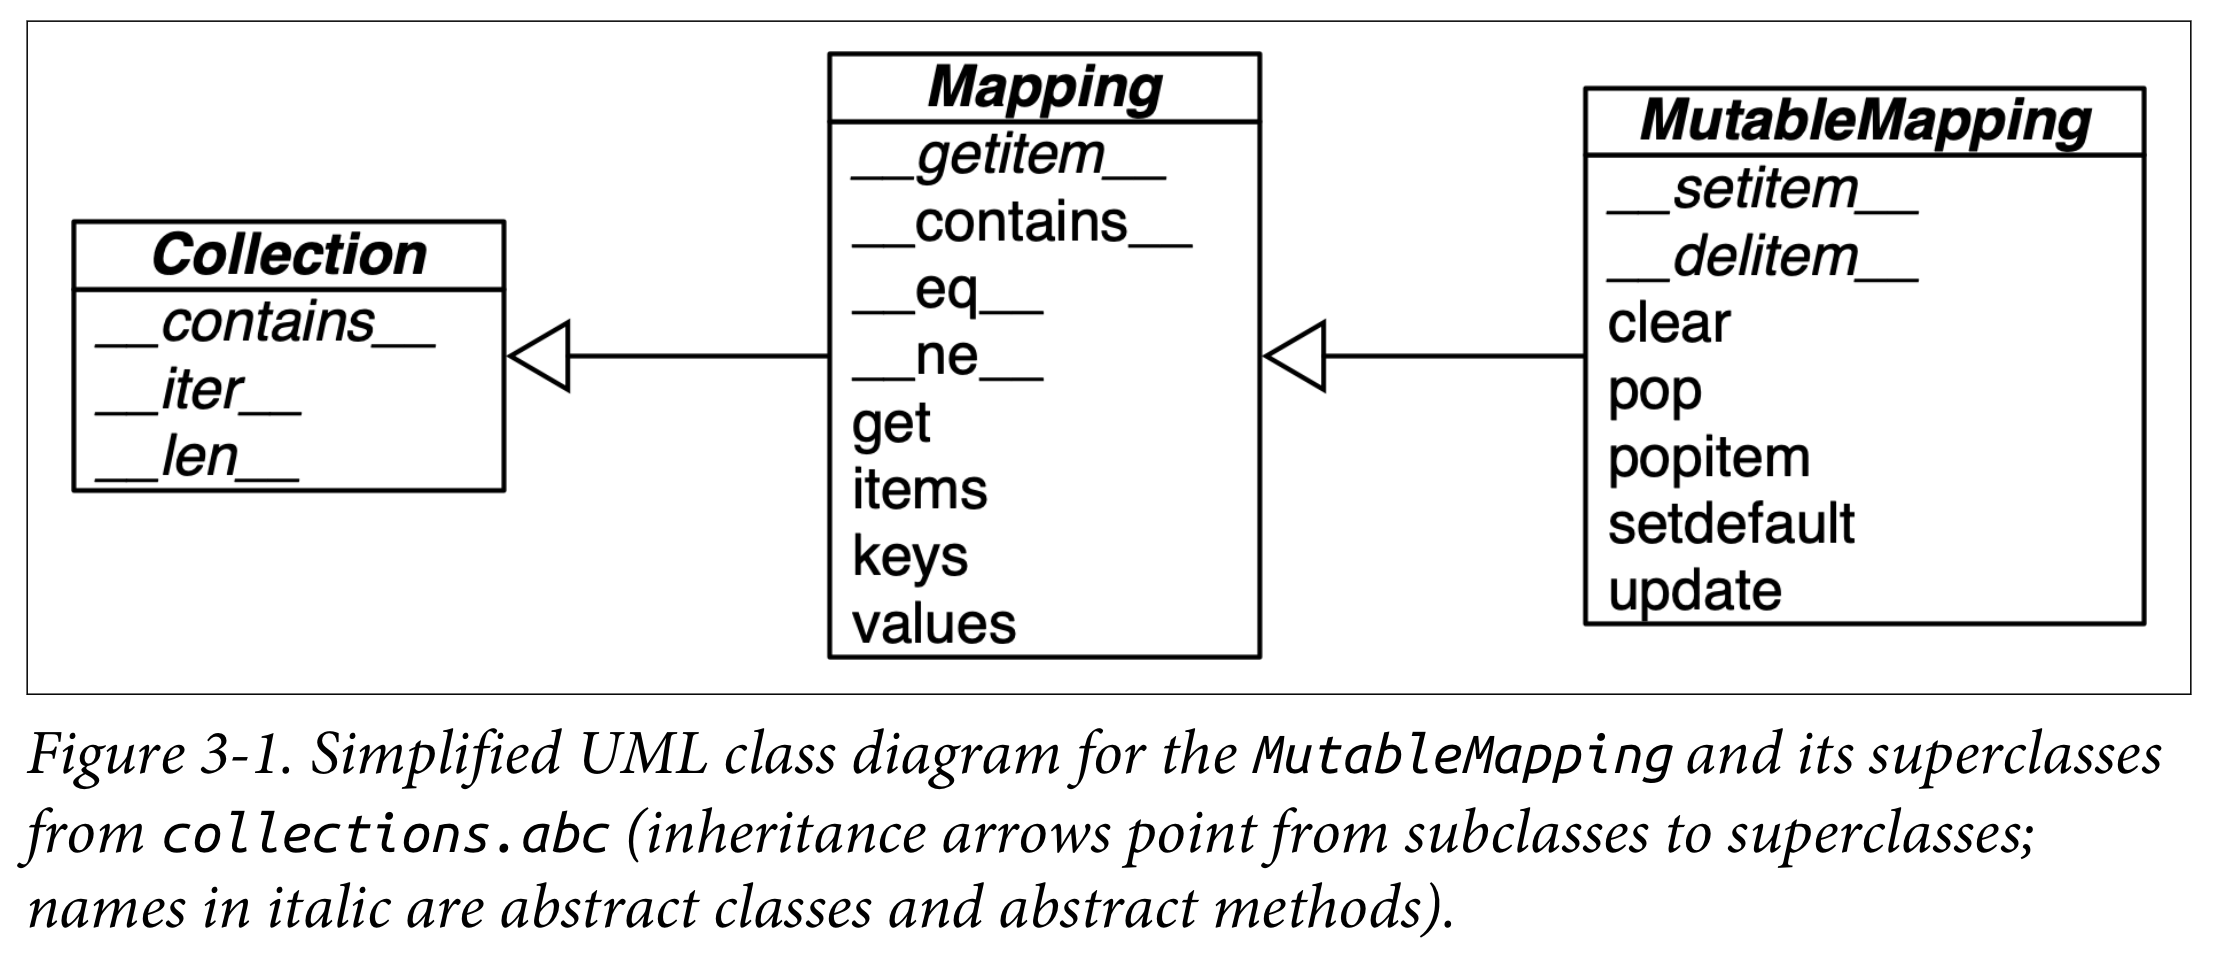 Collection
__contains__
__iter__
__len__
Mapping
__getitem__
__contains__
__eq__
__ne__
get
items
keys
values
MutableMapping
__setitem__
__delitem__
clear
pop
popitem
setdefault
update
Figure 3-1. Simplified UML class diagram for the MutableMapping and its superclasses
from collections.abc (inheritance arrows point from subclasses to superclasses;
names in italic are abstract classes and abstract methods).